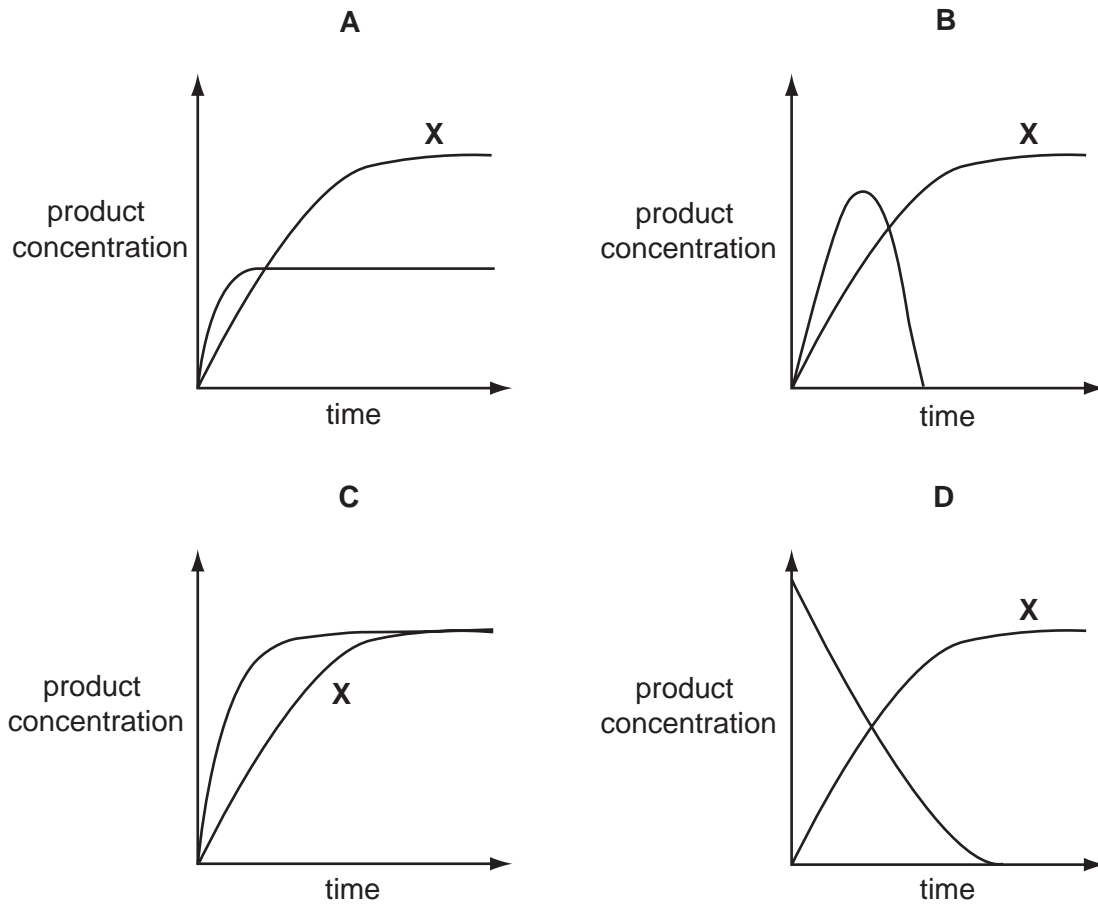 A
X
product
concentration
time
B
X
product
concentration
time
C
X
product
concentration
time
D
X
product
concentration
time